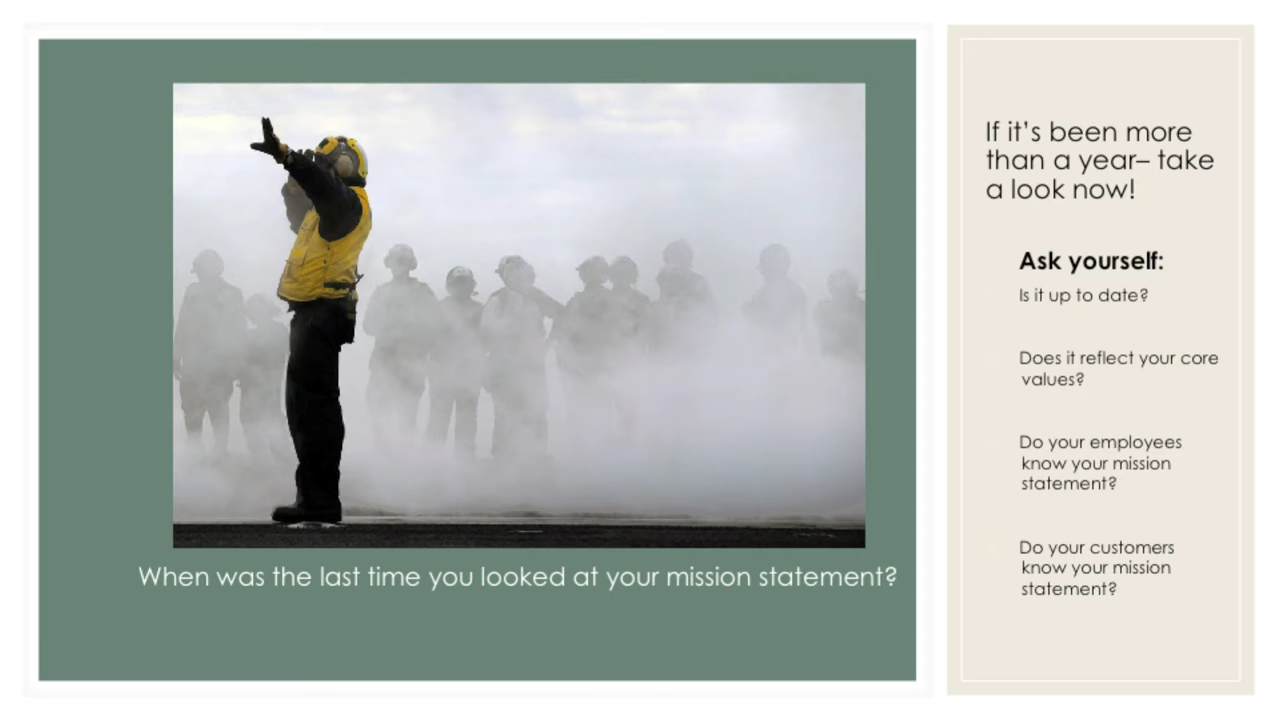 When was the last time you looked at your mission statement?
If it’s been more
than a year– take
a look now!
Ask yourself:
Is it up to date?
Does it reflect your core
values?
Do your employees
know your mission
statement?
Do your customers
know your mission
statement?